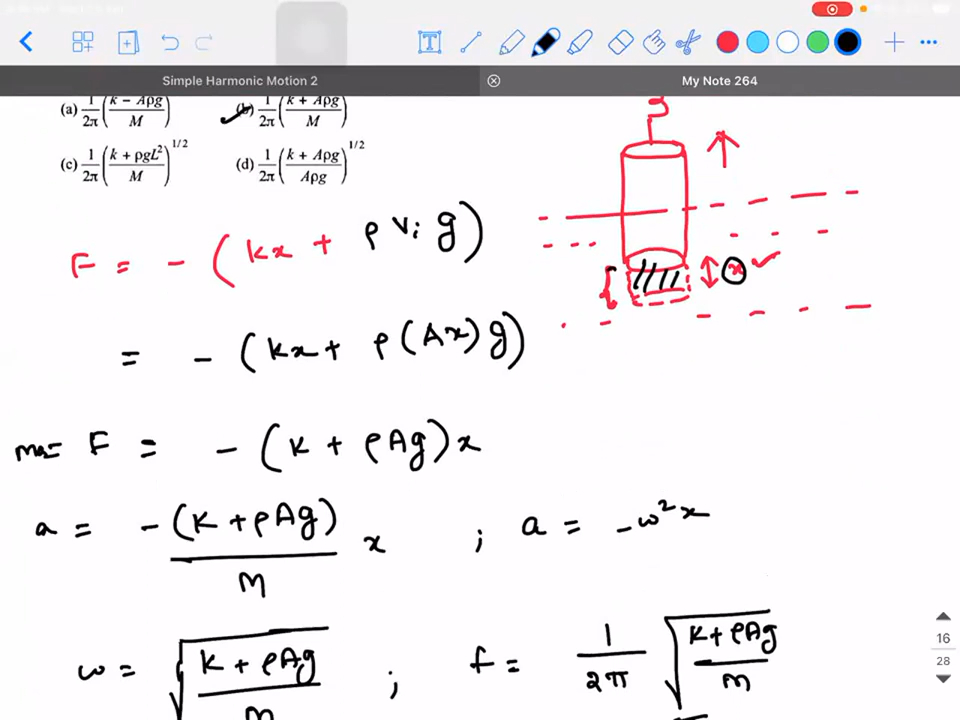 Simple Harmonic Motion 2
My Note 264
(a) 1/2π ((k − Aρg)/M) (b) 1/2π ((k + Aρg)/M)
(c) 1/2π ((k + ρgL²)/M)^1/2 (d) 1/2π ((k + Aρg)/Aρg)^1/2
F = - (kx + ρ Vi g)
x
= - (kx + ρ(Ax)g)
ma = F = - (K + ρAg)x
a = - (K + ρAg)/M x ; a = -ω²x
ω = √((K + ρAg)/m) ; f = 1/2π √((K + ρAg)/m)
16
28